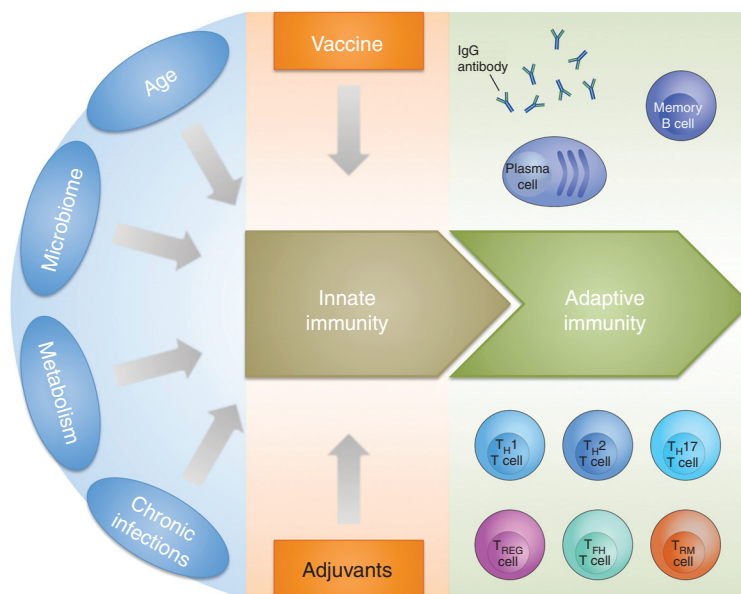 Age
Microbiome
Metabolism
Chronic
infections
Vaccine
Innate
immunity
Adjuvants
IgG
antibody
Memory
B cell
Plasma
cell
Adaptive
immunity
TH1
T cell
TH2
T cell
TH17
T cell
TREG
cell
TFH
T cell
TRM
cell